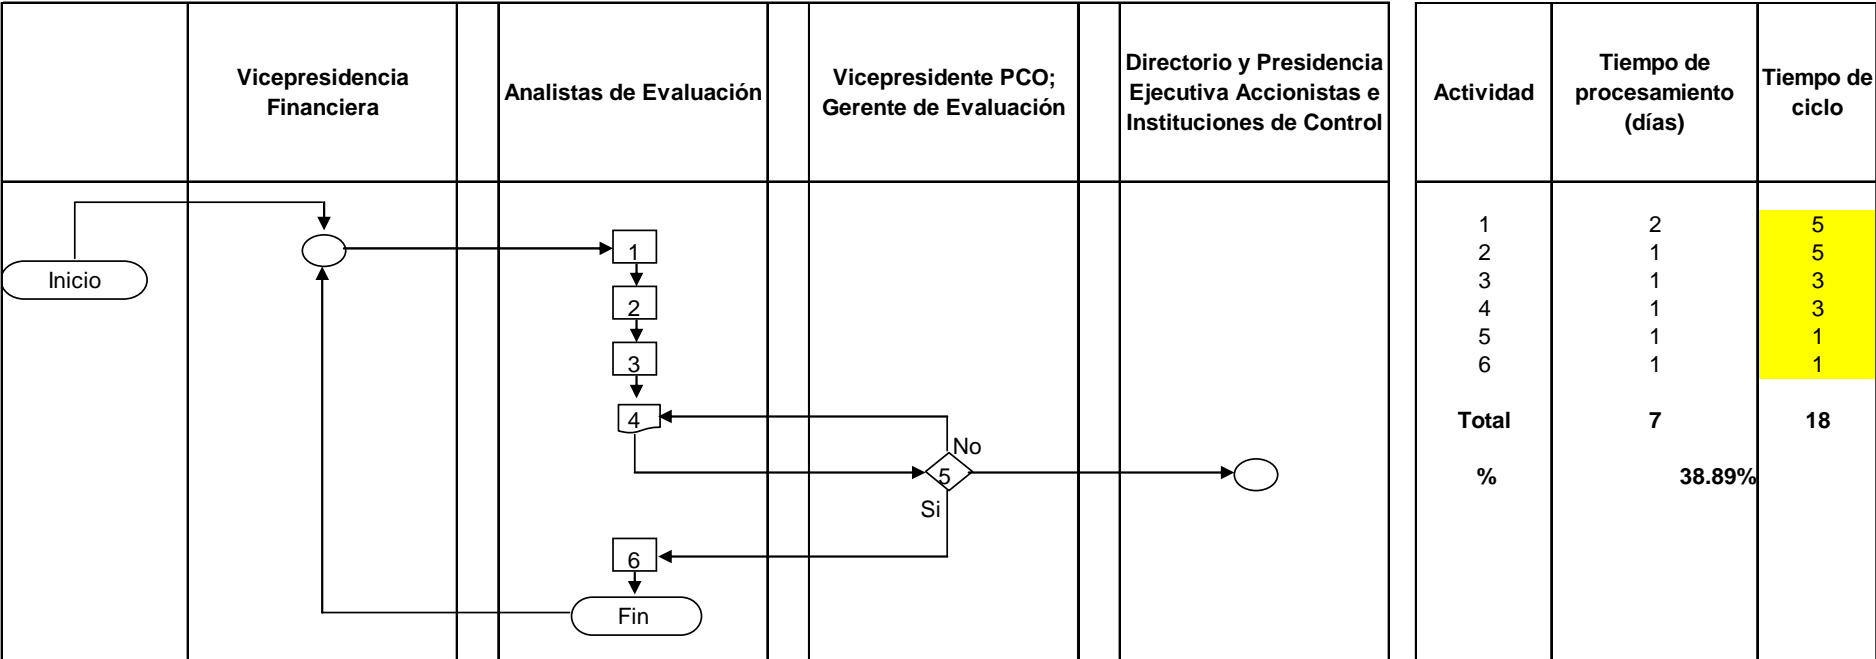 Vicepresidencia
Financiera
Analistas de Evaluación
Vicepresidente PCO;
Gerente de Evaluación
Directorio y Presidencia
Ejecutiva Accionistas e
Instituciones de Control
Actividad
Tiempo de
procesamiento
(días)
Tiempo de
ciclo
Inicio
1
2
3
4
No
5
Si
6
Fin
1 2 5
2 1 5
3 1 3
4 1 3
5 1 1
6 1 1
Total 7 18
% 38.89%